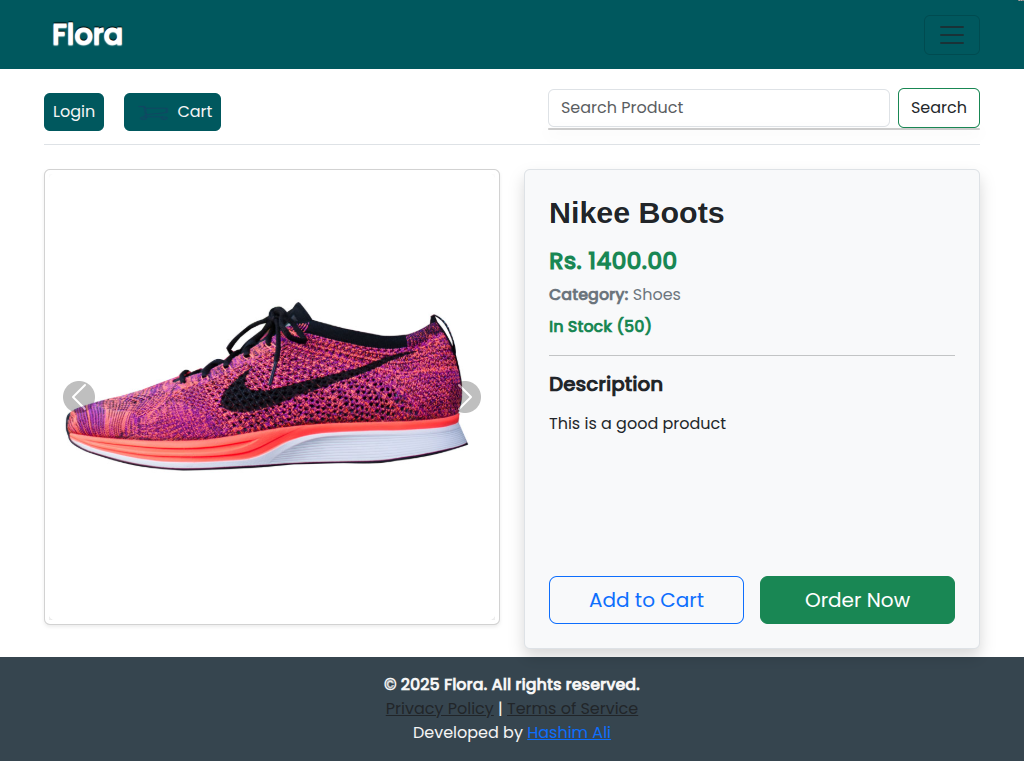 Flora
Login
Cart
Search Product
Search
Nikee Boots
Rs. 1400.00
Category: Shoes
In Stock (50)
Description
This is a good product
Add to Cart
Order Now
© 2025 Flora. All rights reserved.
Privacy Policy | Terms of Service
Developed by Hashim Ali